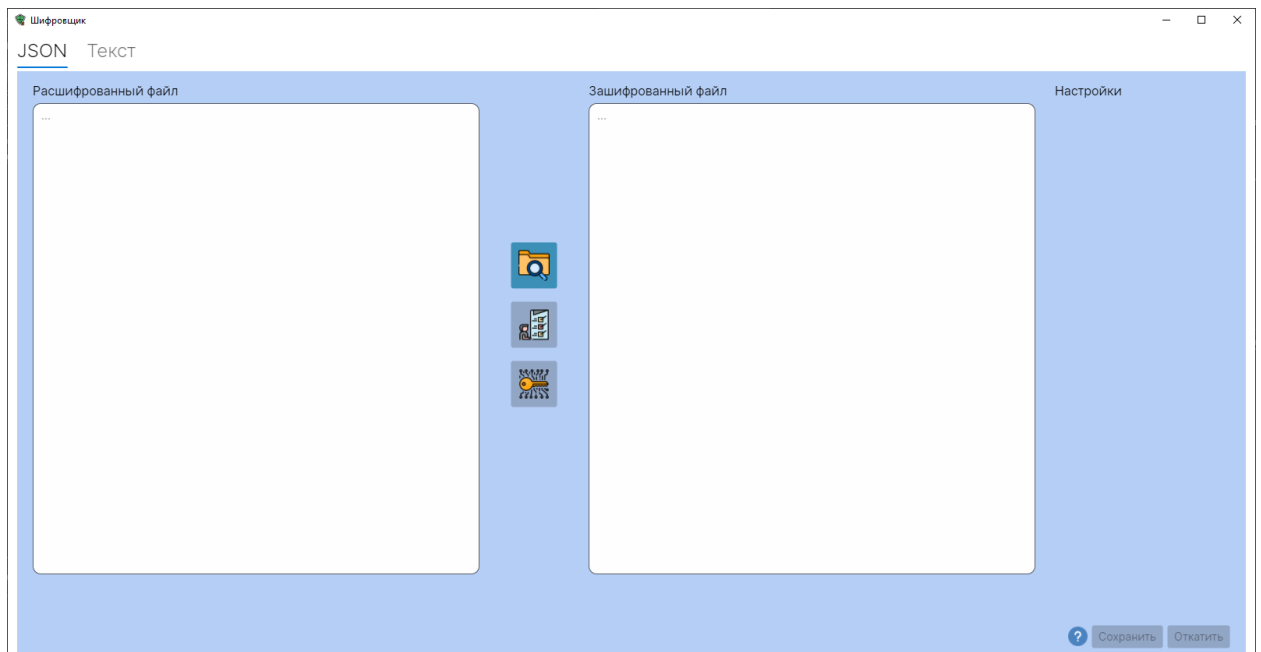 Шифровщик
JSON Текст
Расшифрованный файл Зашифрованный файл Настройки
... ...
? Сохранить Откатить